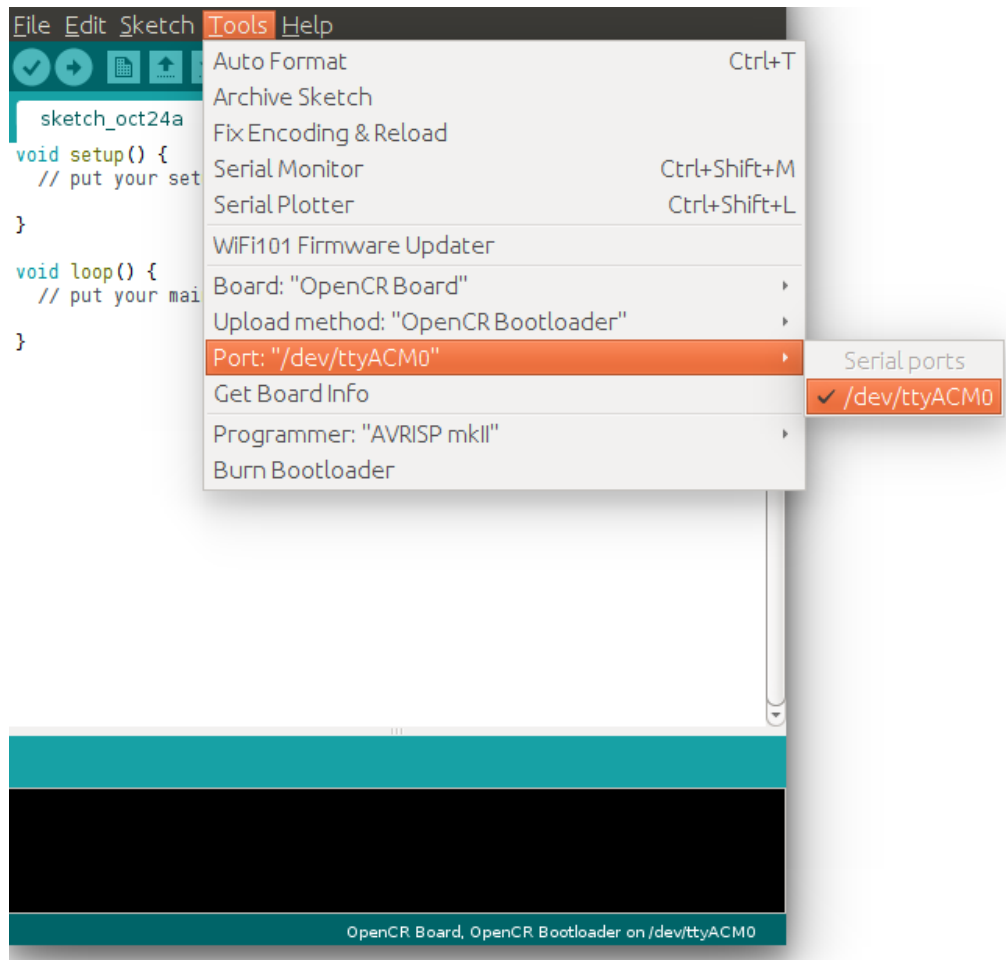 File Edit Sketch Tools Help
Auto Format Ctrl+T
Archive Sketch
Fix Encoding & Reload
Serial Monitor Ctrl+Shift+M
Serial Plotter Ctrl+Shift+L
WiFi101 Firmware Updater
Board: "OpenCR Board"
Upload method: "OpenCR Bootloader"
Port: "/dev/ttyACM0"
Get Board Info
Programmer: "AVRISP mkII"
Burn Bootloader
Serial ports
/dev/ttyACM0
sketch_oct24a
void setup() {
// put your set
}
void loop() {
// put your mai
}
OpenCR Board, OpenCR Bootloader on /dev/ttyACM0